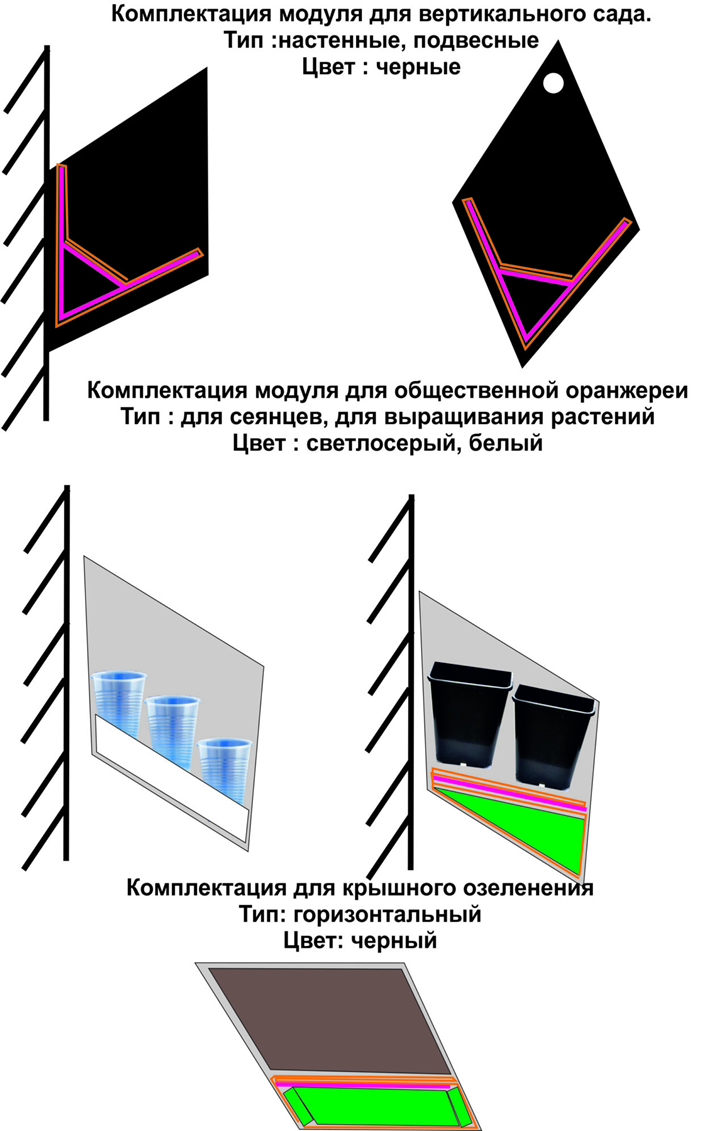 Комплектация модуля для вертикального сада.
Тип :настенные, подвесные
Цвет : черные
Комплектация модуля для общественной оранжереи
Тип : для сеянцев, для выращивания растений
Цвет : светлосерый, белый
Комплектация для крышного озеленения
Тип: горизонтальный
Цвет: черный